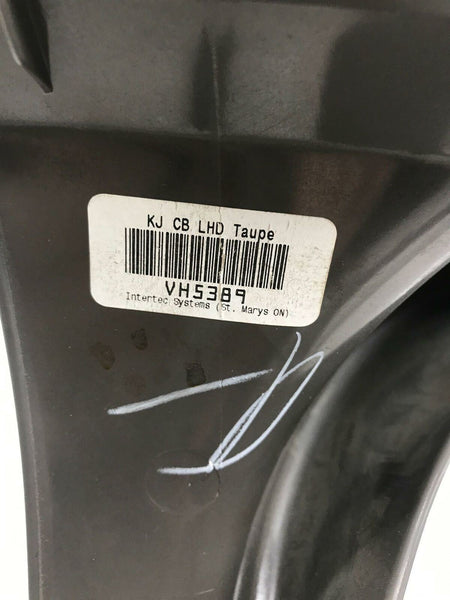 KJ CB LHD Taupe
VH5389
Intertec Systems (St. Marys ON)